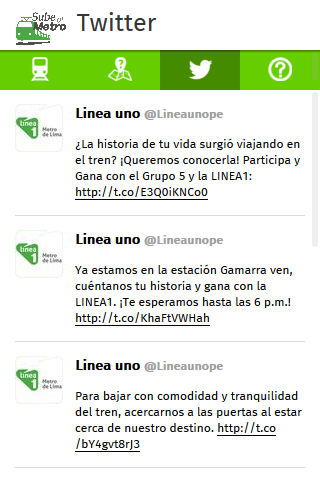 Sube al
Metro
Twitter
línea
1
Metro
de Lima
Linea uno @Lineaunope
¿La historia de tu vida surgió viajando en
el tren? ¡Queremos conocerla! Participa y
Gana con el Grupo 5 y la LINEA1:
http://t.co/E3Q0iKNCo0
línea
1
Metro
de Lima
Linea uno @Lineaunope
Ya estamos en la estación Gamarra ven,
cuéntanos tu historia y gana con la
LINEA1. ¡Te esperamos hasta las 6 p.m.!
http://t.co/KhaFtVWHah
línea
1
Metro
de Lima
Linea uno @Lineaunope
Para bajar con comodidad y tranquilidad
del tren, acercarnos a las puertas al estar
cerca de nuestro destino. http://t.co
/bY4gvt8rJ3